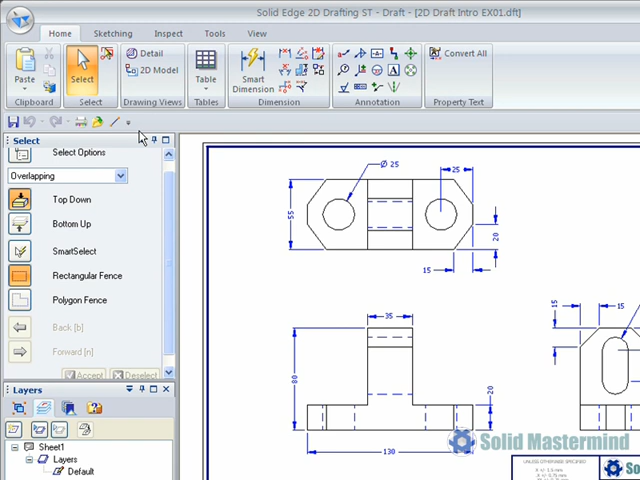 Solid Edge 2D Drafting ST - Draft - [2D Draft Intro EX01.dft]
Home Sketching Inspect Tools View
Paste
Select
Detail
2D Model
Table
Smart Dimension
Convert All
Clipboard Select Drawing Views Tables Dimension Annotation Property Text
Select
Select Options
Overlapping
Top Down
Bottom Up
SmartSelect
Rectangular Fence
Polygon Fence
Back [b]
Forward [n]
Accept Deselect
Layers
Sheet1
Layers
Default
Ø 25
25
55
20
15
35
80
20
130
15
15
Solid Mastermind
UNLESS OTHERWISE SPECIFIED
So